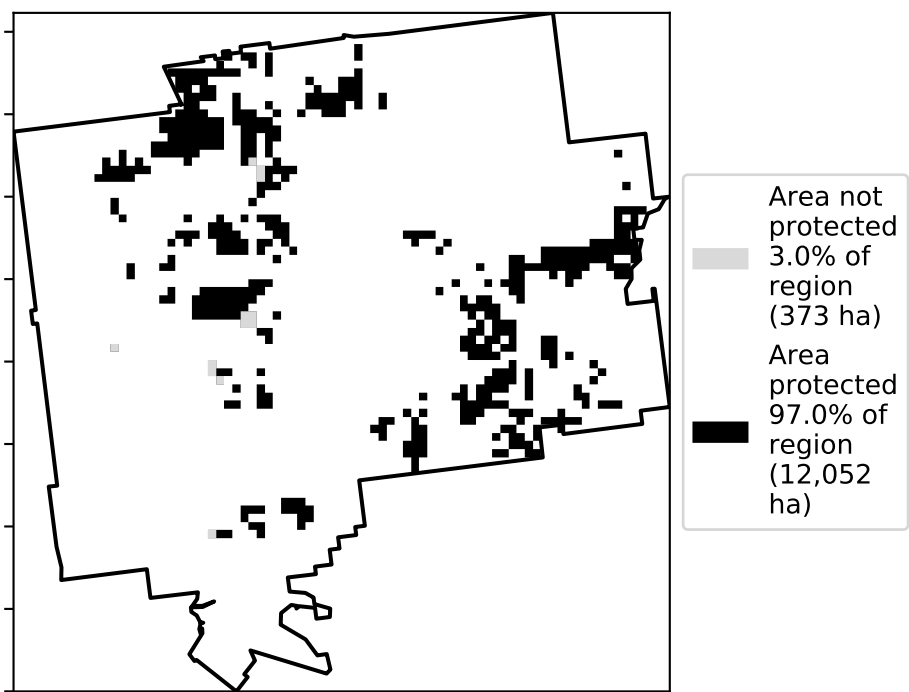 Area not
protected
3.0% of
region
(373 ha)
Area
protected
97.0% of
region
(12,052
ha)